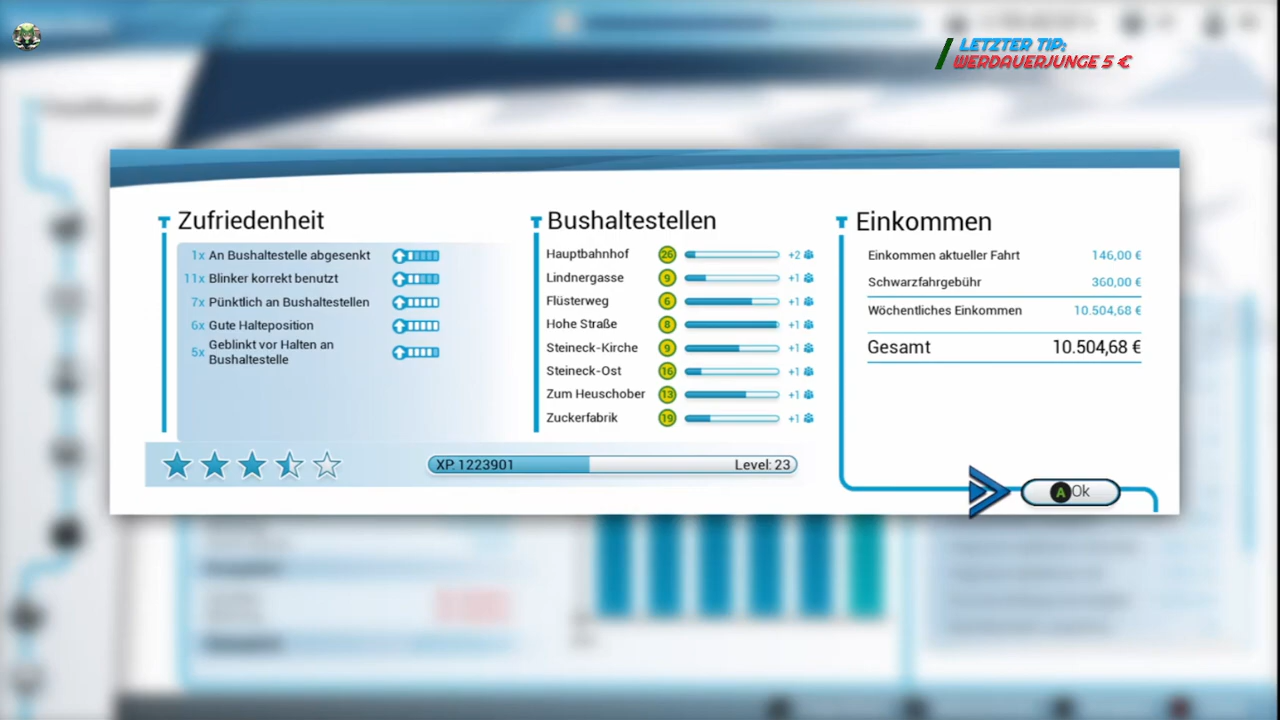 LETZTER TIP:
WERDAUERJUNGE 5 €
Zufriedenheit
1x An Bushaltestelle abgesenkt
11x Blinker korrekt benutzt
7x Pünktlich an Bushaltestellen
6x Gute Halteposition
5x Geblinkt vor Halten an
Bushaltestelle
Bushaltestellen
Hauptbahnhof 26 +2
Lindnergasse 9 +1
Flüsterweg 6 +1
Hohe Straße 8 +1
Steineck-Kirche 9 +1
Steineck-Ost 16 +1
Zum Heuschober 13 +1
Zuckerfabrik 19 +1
Einkommen
Einkommen aktueller Fahrt 146,00 €
Schwarzfahrgebühr 360,00 €
Wöchentliches Einkommen 10.504,68 €
Gesamt 10.504,68 €
XP: 1223901 Level: 23
A Ok